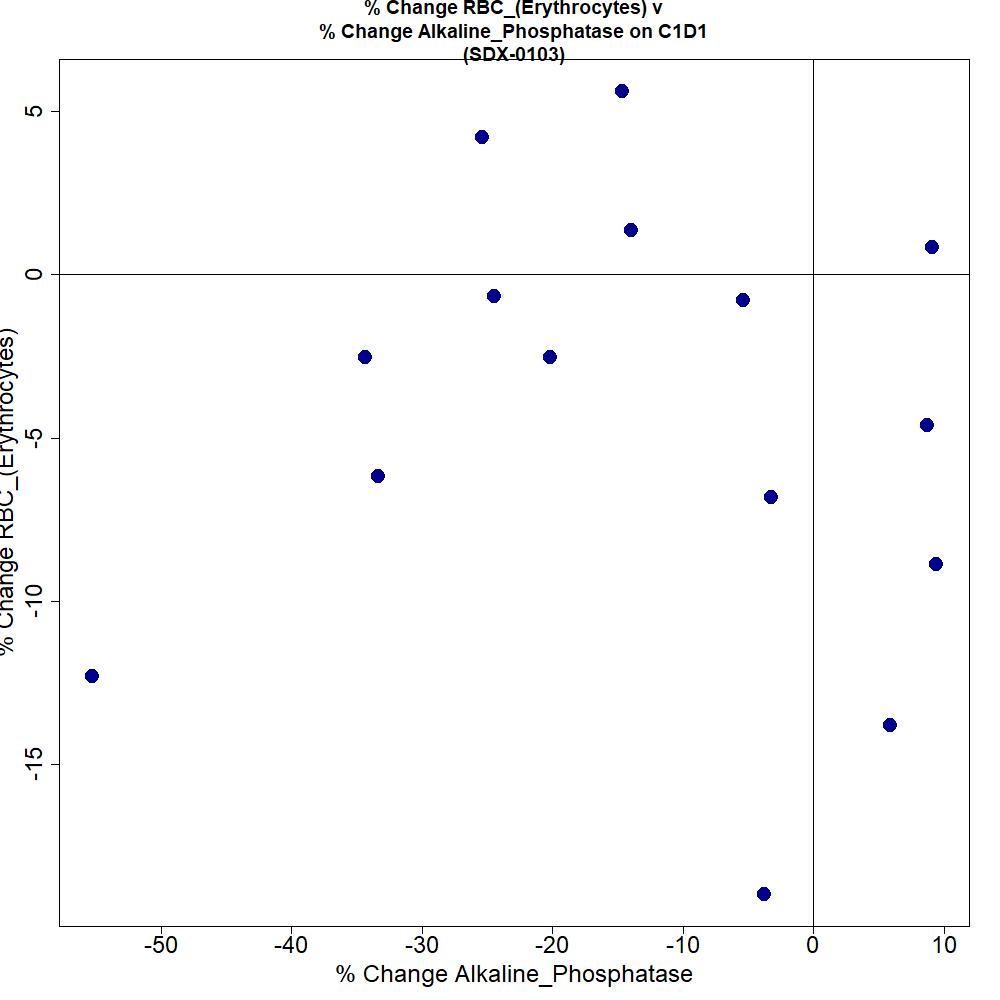 % Change RBC_(Erythrocytes) v
% Change Alkaline_Phosphatase on C1D1
(SDX-0103)
% Change RBC_(Erythrocytes)
5
0
-5
-10
-15
-50
-40
-30
-20
-10
0
10
% Change Alkaline_Phosphatase